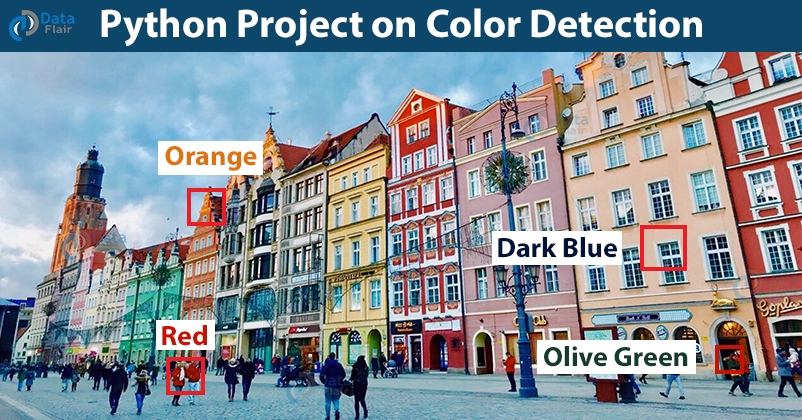 Data
Flair
Python Project on Color Detection
Orange
Dark Blue
Red
Olive Green